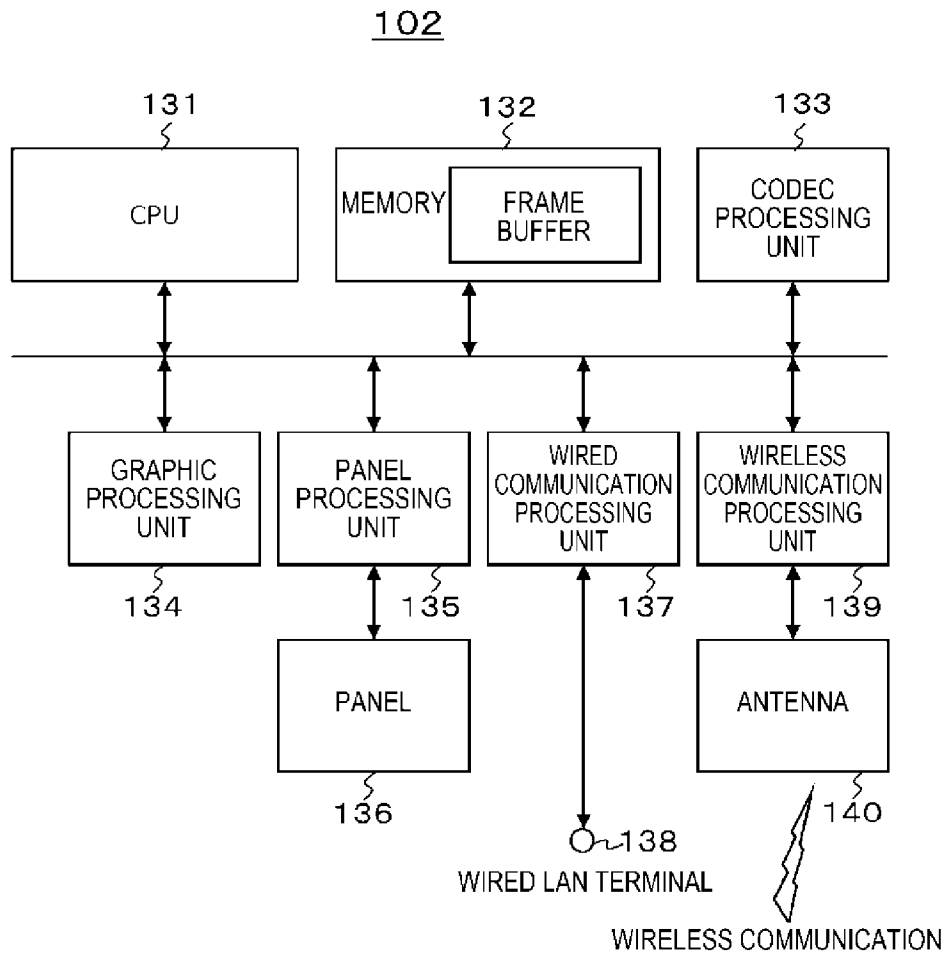 102
131
132
133
CPU
MEMORY
FRAME
BUFFER
CODEC
PROCESSING
UNIT
GRAPHIC
PROCESSING
UNIT
PANEL
PROCESSING
UNIT
WIRED
COMMUNICATION
PROCESSING
UNIT
WIRELESS
COMMUNICATION
PROCESSING
UNIT
134
135
137
139
PANEL
ANTENNA
136
140
138
WIRED LAN TERMINAL
WIRELESS COMMUNICATION